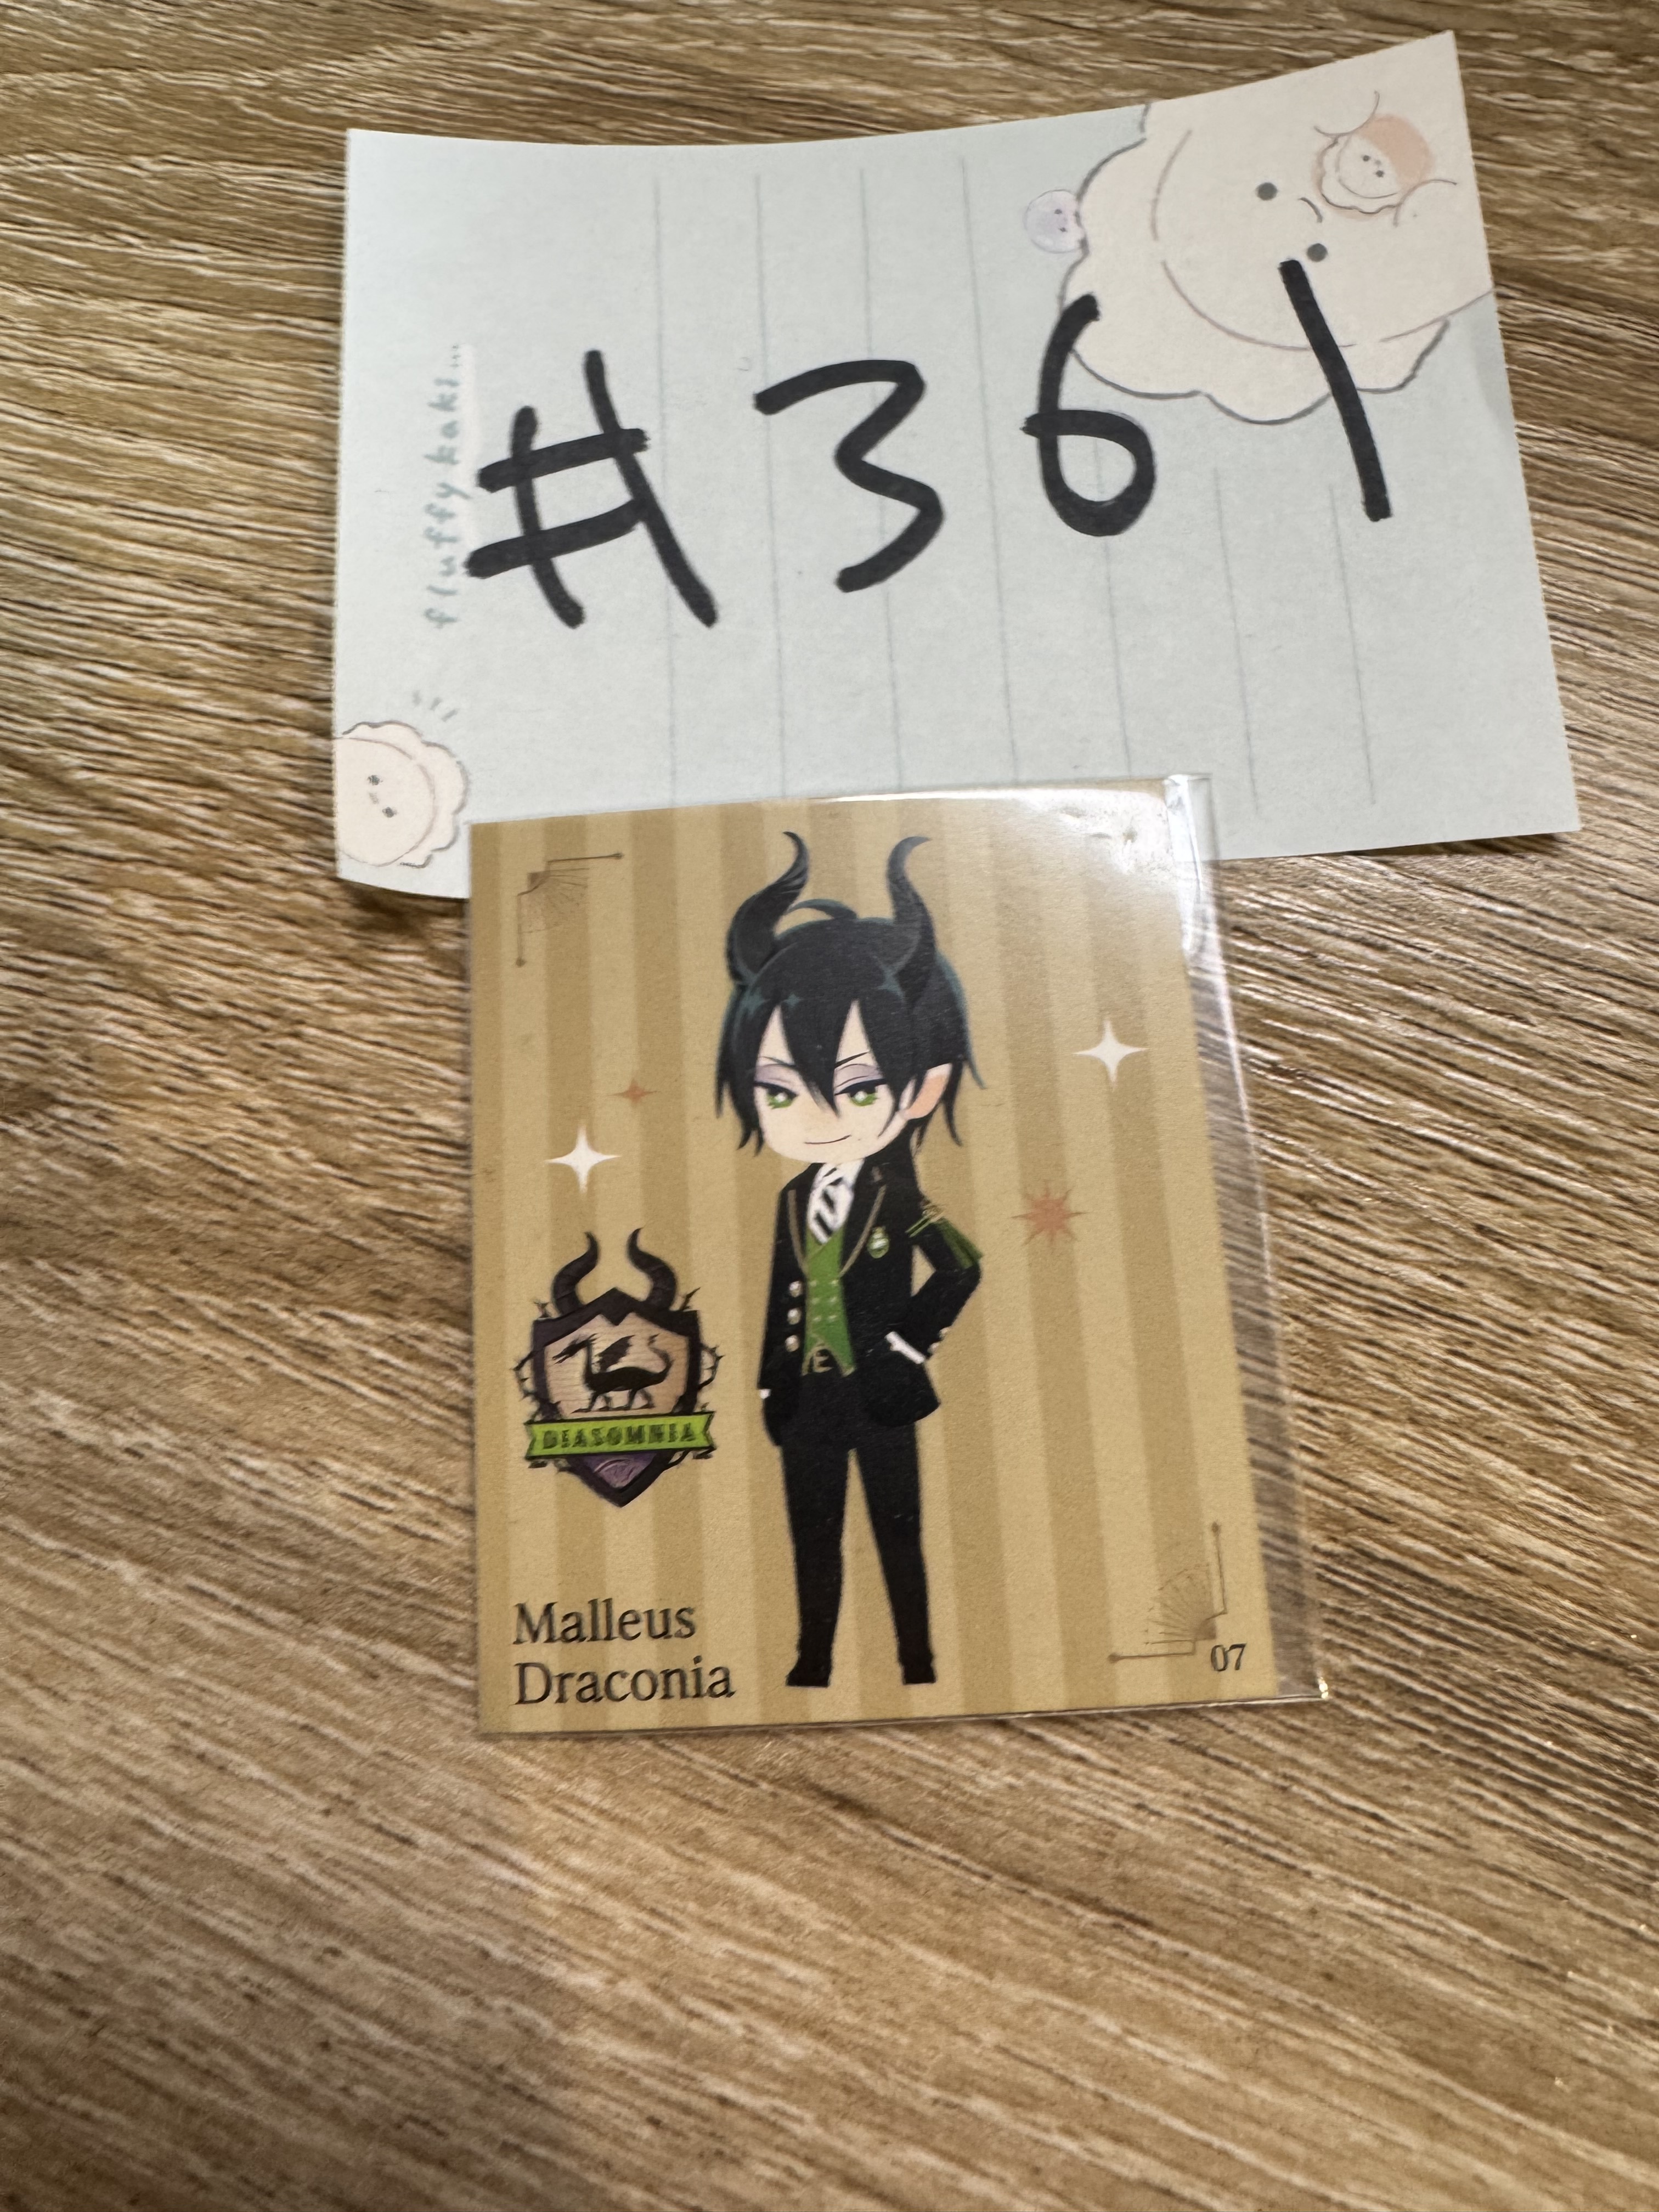 #361
fluffy kaki...
DIASOMNIA
Malleus
Draconia
07